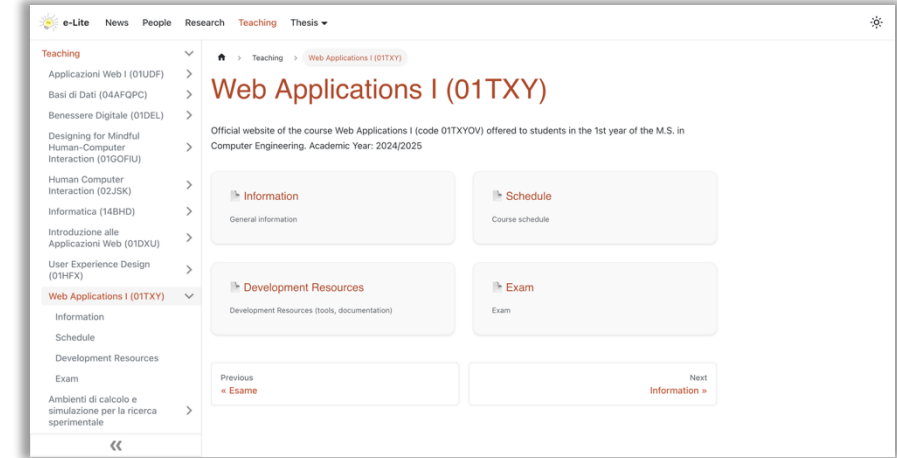 e-Lite News People Research Teaching Thesis
Teaching
Applicazioni Web I (01UDF)
Basi di Dati (04AFQPC)
Benessere Digitale (01DEL)
Designing for Mindful
Human-Computer
Interaction (01GOFIU)
Human Computer
Interaction (02JSK)
Informatica (14BHD)
Introduzione alle
Applicazioni Web (01DXU)
User Experience Design
(01HFX)
Web Applications I (01TXY)
Information
Schedule
Development Resources
Exam
Ambienti di calcolo e
simulazione per la ricerca
sperimentale
Teaching
Web Applications I (01TXY)
Web Applications I (01TXY)
Official website of the course Web Applications I (code 01TXYOV) offered to students in the 1st year of the M.S. in
Computer Engineering. Academic Year: 2024/2025
Information
General information
Schedule
Course schedule
Development Resources
Development Resources (tools, documentation)
Exam
Exam
Previous
« Esame
Next
Information »